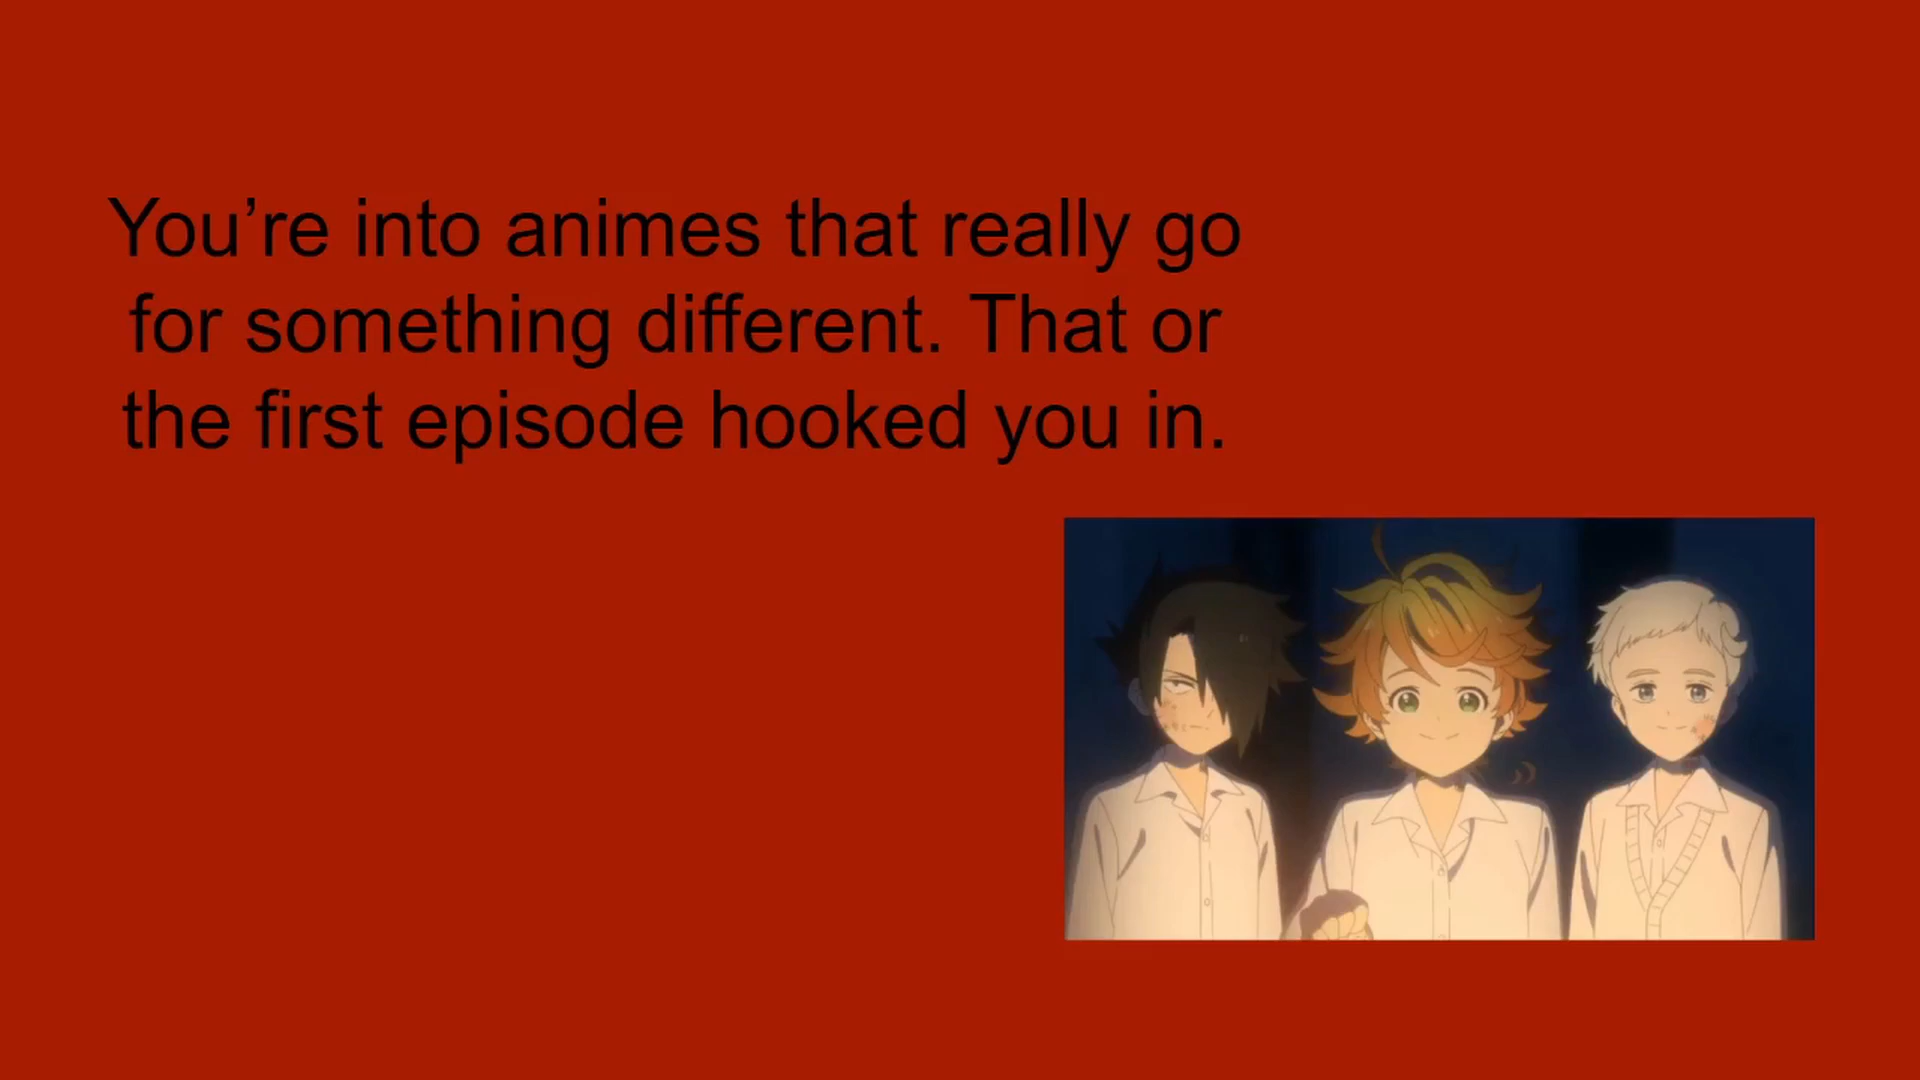 You’re into animes that really go
for something different. That or
the first episode hooked you in.